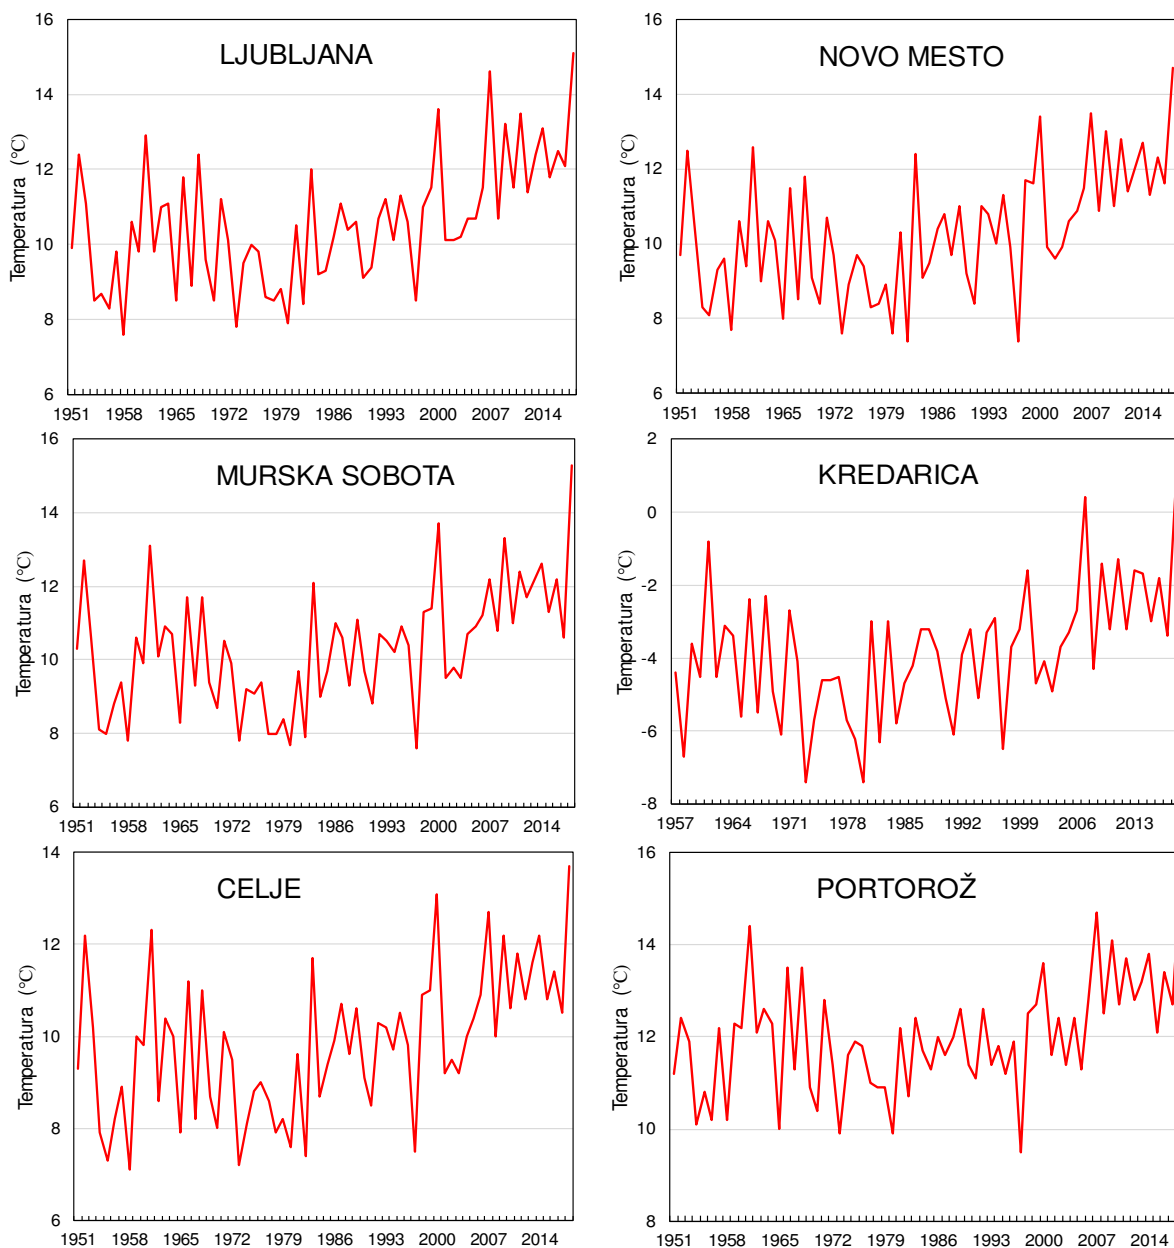 LJUBLJANA
Temperatura (°C)
16
14
12
10
8
6
1951 1958 1965 1972 1979 1986 1993 2000 2007 2014
NOVO MESTO
Temperatura (°C)
16
14
12
10
8
6
1951 1958 1965 1972 1979 1986 1993 2000 2007 2014
MURSKA SOBOTA
Temperatura (°C)
16
14
12
10
8
6
1951 1958 1965 1972 1979 1986 1993 2000 2007 2014
KREDARICA
Temperatura (°C)
2
0
-2
-4
-6
-8
1957 1964 1971 1978 1985 1992 1999 2006 2013
CELJE
Temperatura (°C)
14
12
10
8
6
1951 1958 1965 1972 1979 1986 1993 2000 2007 2014
PORTOROŽ
Temperatura (°C)
16
14
12
10
8
1951 1958 1965 1972 1979 1986 1993 2000 2007 2014